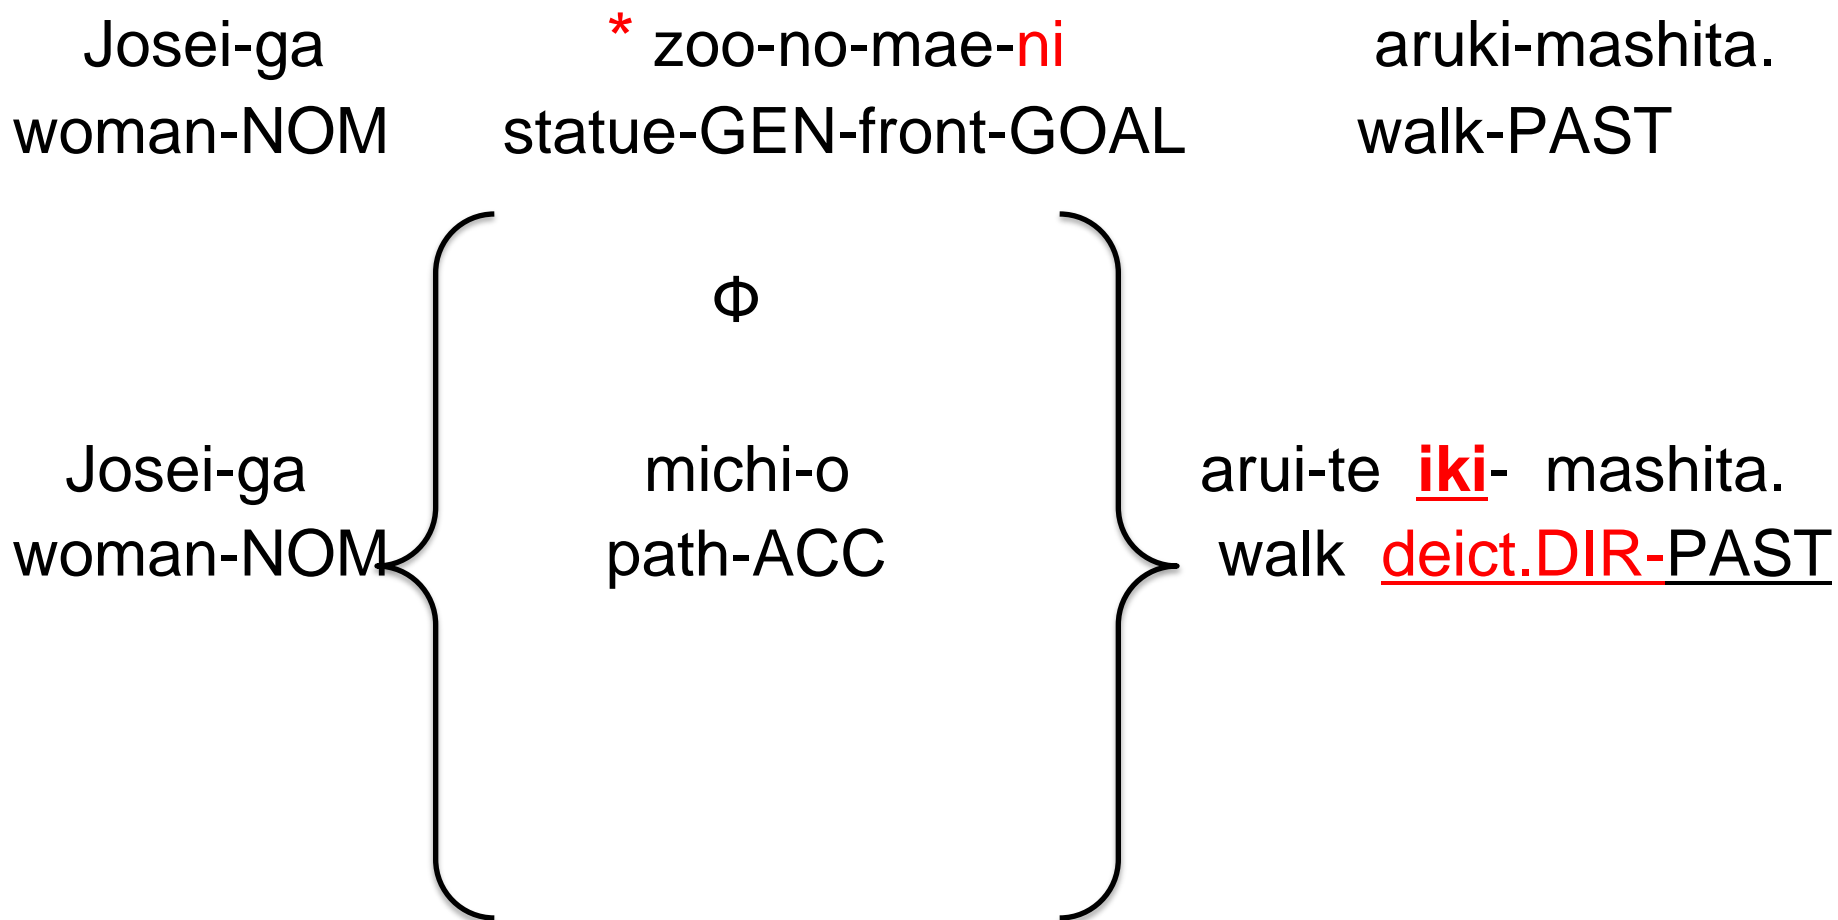 Josei-ga * zoo-no-mae-ni aruki-mashita.
woman-NOM statue-GEN-front-GOAL walk-PAST
Φ
Josei-ga michi-o arui-te iki- mashita.
woman-NOM path-ACC walk deict.DIR-PAST